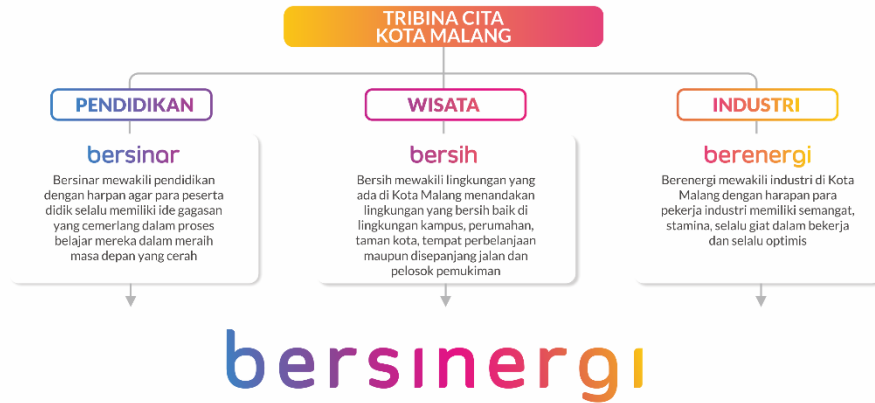 TRIBINA CITA
KOTA MALANG
PENDIDIKAN
bersinar
Bersinar mewakili pendidikan
dengan harpan agar para peserta
didik selalu memiliki ide gagasan
yang cemerlang dalam proses
belajar mereka dalam meraih
masa depan yang cerah
WISATA
bersih
Bersih mewakili lingkungan yang
ada di Kota Malang menandakan
lingkungan yang bersih baik di
lingkungan kampus, perumahan,
taman kota, tempat perbelanjaan
maupun disepanjang jalan dan
pelosok pemukiman
INDUSTRI
berenergi
Berenergi mewakili industri di Kota
Malang dengan harapan para
pekerja industri memiliki semangat,
stamina, selalu giat dalam bekerja
dan selalu optimis
bersinergi